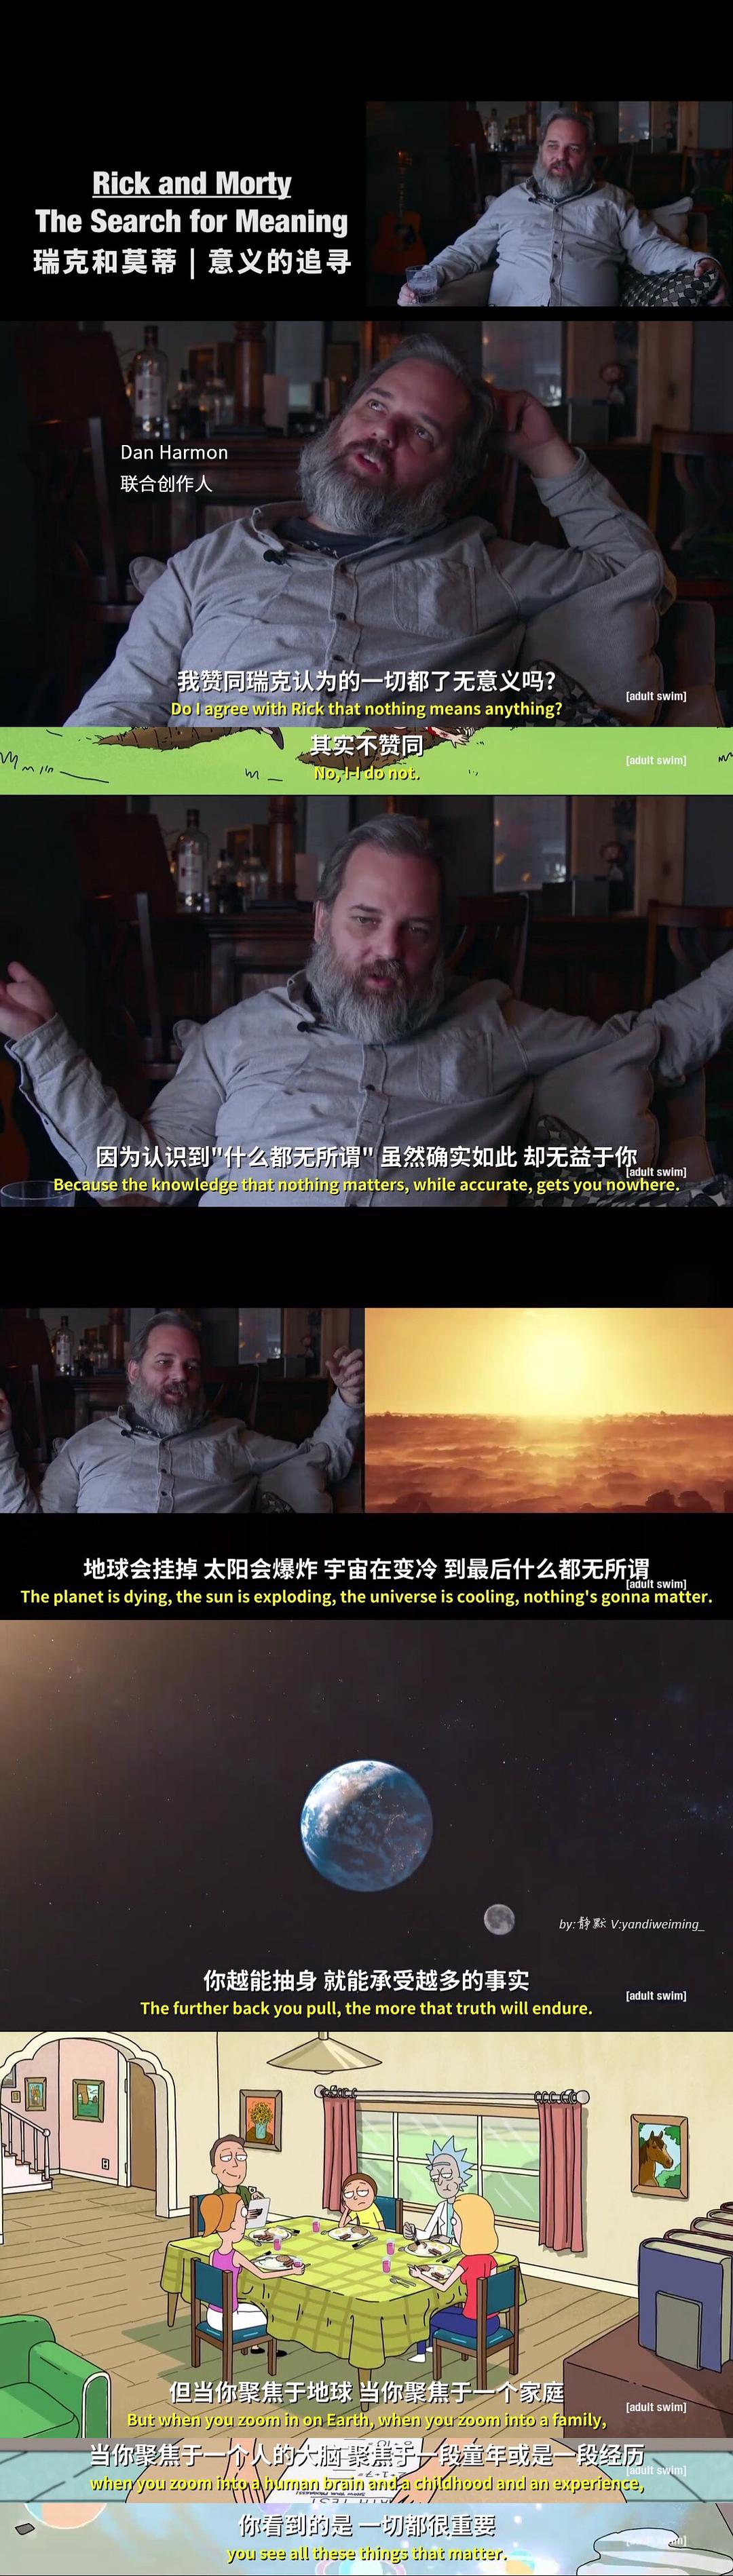 Rick and Morty
The Search for Meaning
瑞克和莫蒂 | 意义的追寻
Dan Harmon
联合创作人
我赞同瑞克认为的一切都了无意义吗?
[adult swim]
Do I agree with Rick that nothing means anything?
其实不赞同
[adult swim]
No, I-I do not.
因为认识到"什么都无所谓" 虽然确实如此 却无益于你
[adult swim]
Because the knowledge that nothing matters, while accurate, gets you nowhere.
地球会挂掉 太阳会爆炸 宇宙在变冷 到最后什么都无所谓
[adult swim]
The planet is dying, the sun is exploding, the universe is cooling, nothing's gonna matter.
by:静默 V:yandiweiming_
你越能抽身 就能承受越多的事实
[adult swim]
The further back you pull, the more that truth will endure.
但当你聚焦于地球 当你聚焦于一个家庭
[adult swim]
But when you zoom in on Earth, when you zoom into a family,
当你聚焦于一个人的大脑 聚焦于一段童年或是一段经历
[adult swim]
when you zoom into a human brain and a childhood and an experience,
你看到的是 一切都很重要
you see all these things that matter.